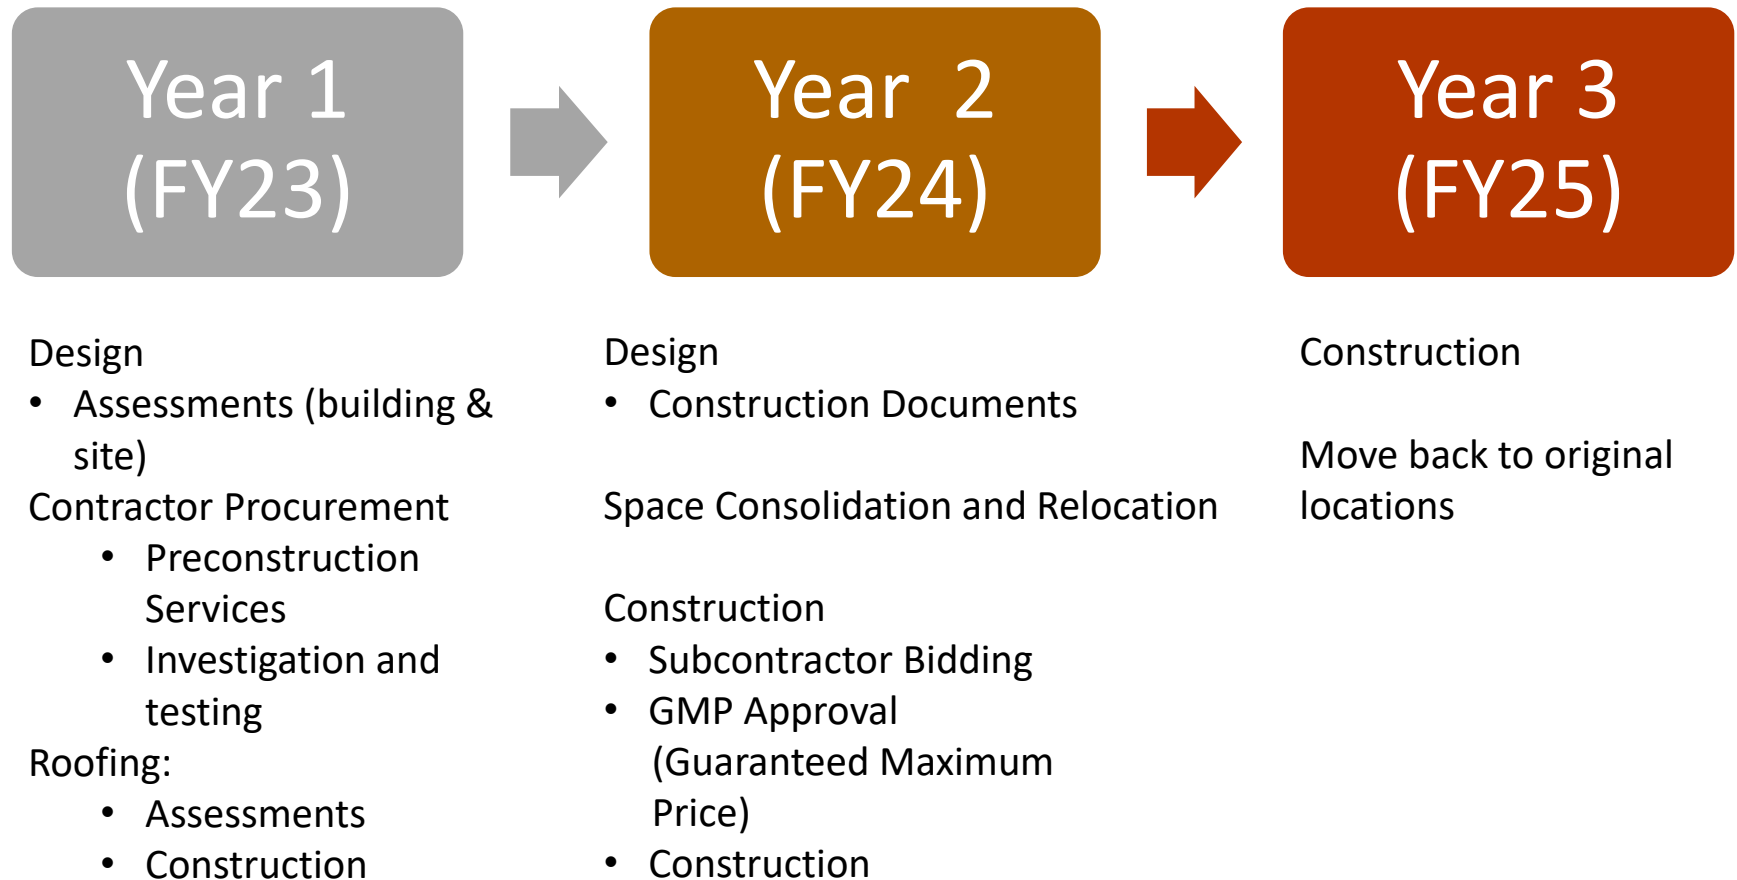 Year 1
(FY23)
Year 2
(FY24)
Year 3
(FY25)
Design
• Assessments (building &
site)
Contractor Procurement
• Preconstruction
Services
• Investigation and
testing
Roofing:
• Assessments
• Construction
Design
• Construction Documents
Space Consolidation and Relocation
Construction
• Subcontractor Bidding
• GMP Approval
(Guaranteed Maximum
Price)
• Construction
Construction
Move back to original
locations